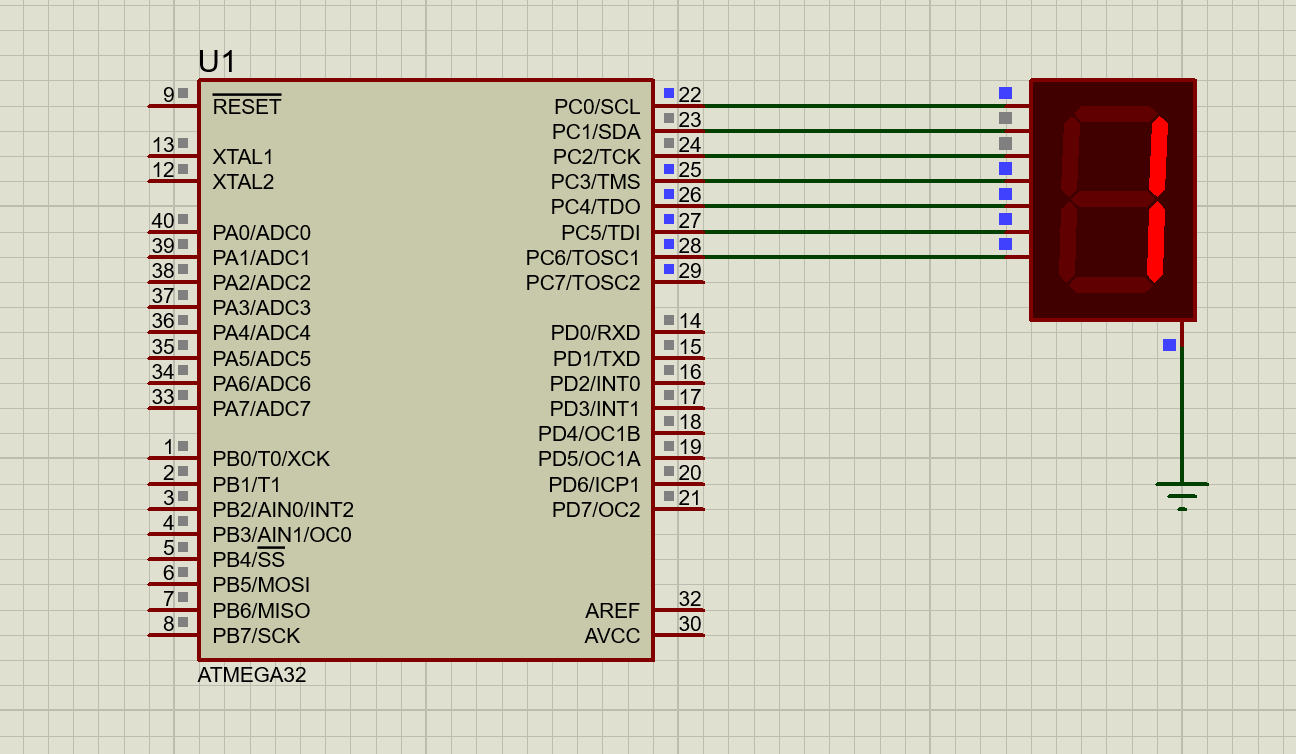 U1
9 RESET PC0/SCL 22
PC1/SDA 23
13 XTAL1 PC2/TCK 24
12 XTAL2 PC3/TMS 25
PC4/TDO 26
40 PA0/ADC0 PC5/TDI 27
39 PA1/ADC1 PC6/TOSC1 28
38 PA2/ADC2 PC7/TOSC2 29
37 PA3/ADC3
36 PA4/ADC4 PD0/RXD 14
35 PA5/ADC5 PD1/TXD 15
34 PA6/ADC6 PD2/INT0 16
33 PA7/ADC7 PD3/INT1 17
PD4/OC1B 18
1 PB0/T0/XCK PD5/OC1A 19
2 PB1/T1 PD6/ICP1 20
3 PB2/AIN0/INT2 PD7/OC2 21
4 PB3/AIN1/OC0
5 PB4/SS
6 PB5/MOSI
7 PB6/MISO AREF 32
8 PB7/SCK AVCC 30
ATMEGA32
1